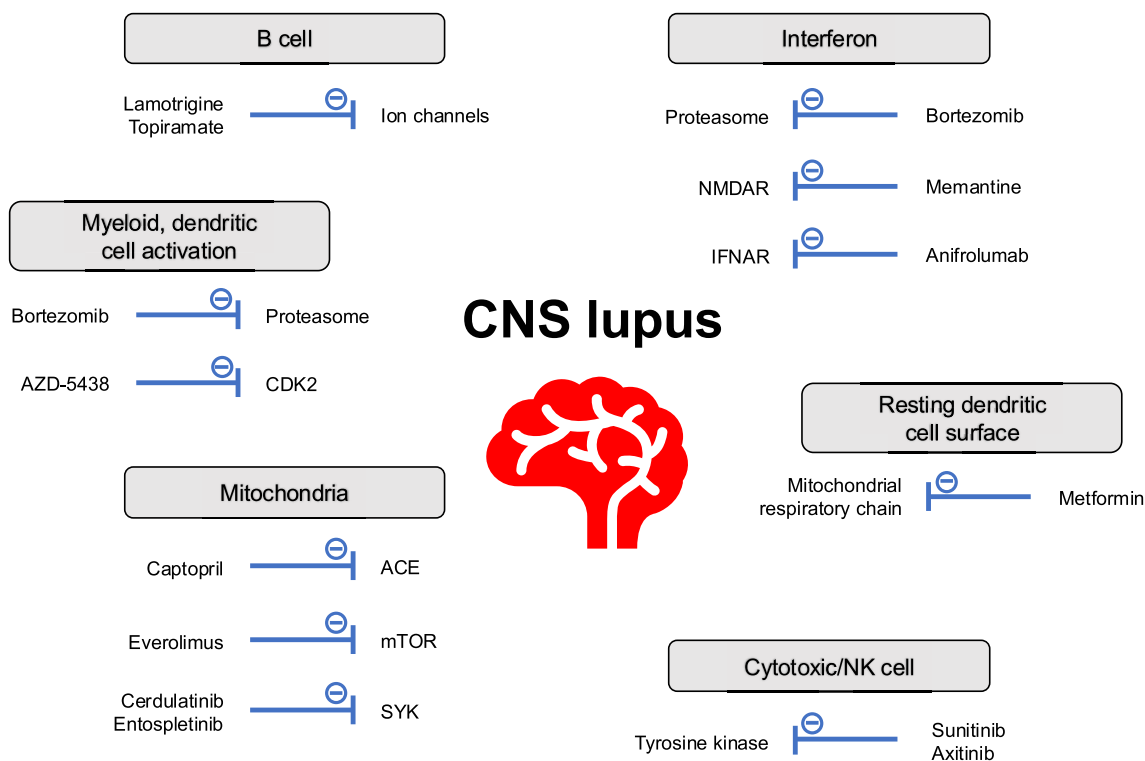 B cell
Lamotrigine
Topiramate
Ion channels
Myeloid, dendritic
cell activation
Bortezomib
Proteasome
AZD-5438
CDK2
Mitochondria
Captopril
ACE
Everolimus
mTOR
Cerdulatinib
Entospletinib
SYK
CNS lupus
Interferon
Proteasome
Bortezomib
NMDAR
Memantine
IFNAR
Anifrolumab
Resting dendritic
cell surface
Mitochondrial
respiratory chain
Metformin
Cytotoxic/NK cell
Tyrosine kinase
Sunitinib
Axitinib